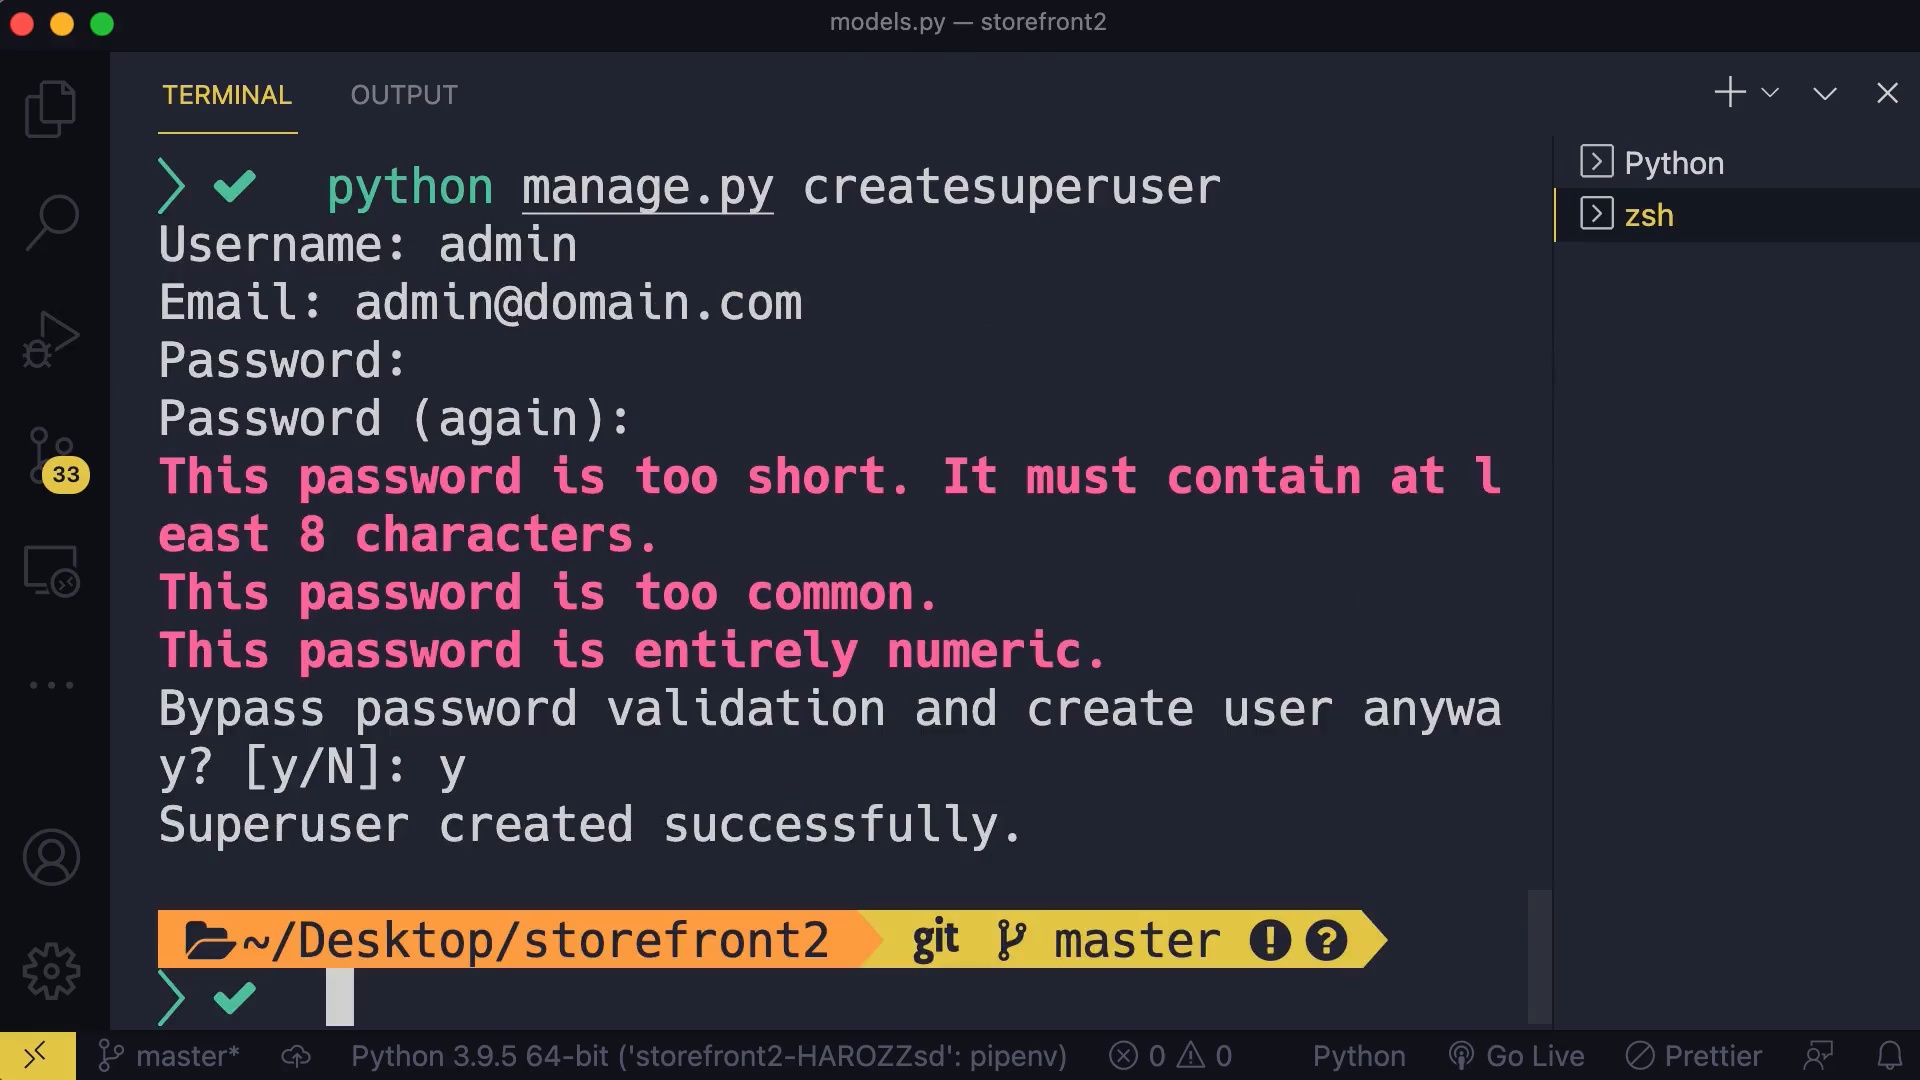 models.py — storefront2
TERMINAL OUTPUT
python manage.py createsuperuser
Username: admin
Email: admin@domain.com
Password:
Password (again):
This password is too short. It must contain at l
east 8 characters.
This password is too common.
This password is entirely numeric.
Bypass password validation and create user anywa
y? [y/N]: y
Superuser created successfully.
~/Desktop/storefront2 git master
Python
zsh
33
master* Python 3.9.5 64-bit ('storefront2-HAROZZsd': pipenv) 0 0 Python Go Live Prettier